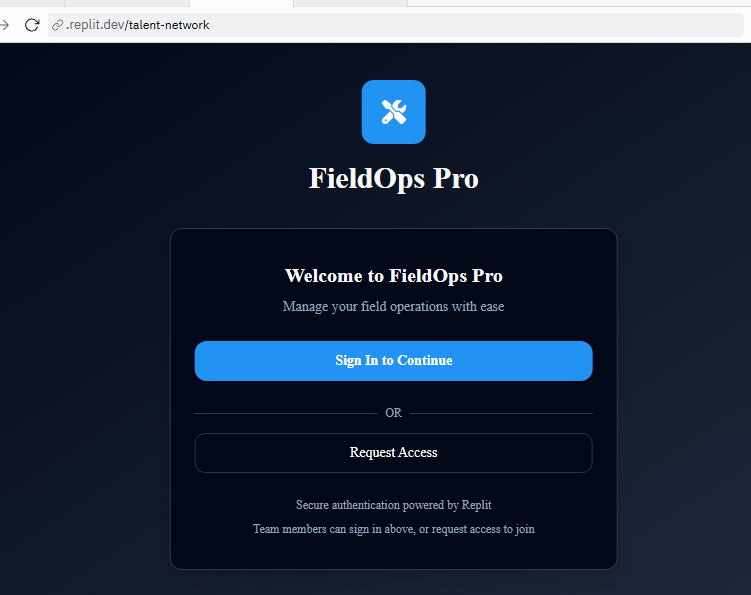 .replit.dev/talent-network
FieldOps Pro
Welcome to FieldOps Pro
Manage your field operations with ease
Sign In to Continue
OR
Request Access
Secure authentication powered by Replit
Team members can sign in above, or request access to join